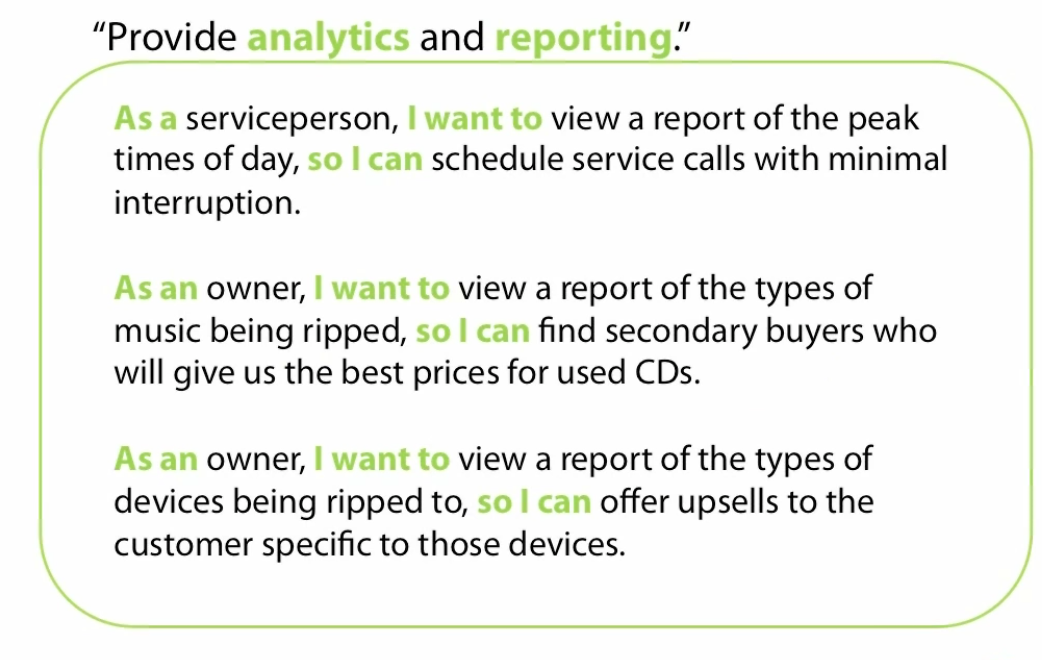 “Provide analytics and reporting.”
As a serviceperson, I want to view a report of the peak
times of day, so I can schedule service calls with minimal
interruption.
As an owner, I want to view a report of the types of
music being ripped, so I can find secondary buyers who
will give us the best prices for used CDs.
As an owner, I want to view a report of the types of
devices being ripped to, so I can offer upsells to the
customer specific to those devices.